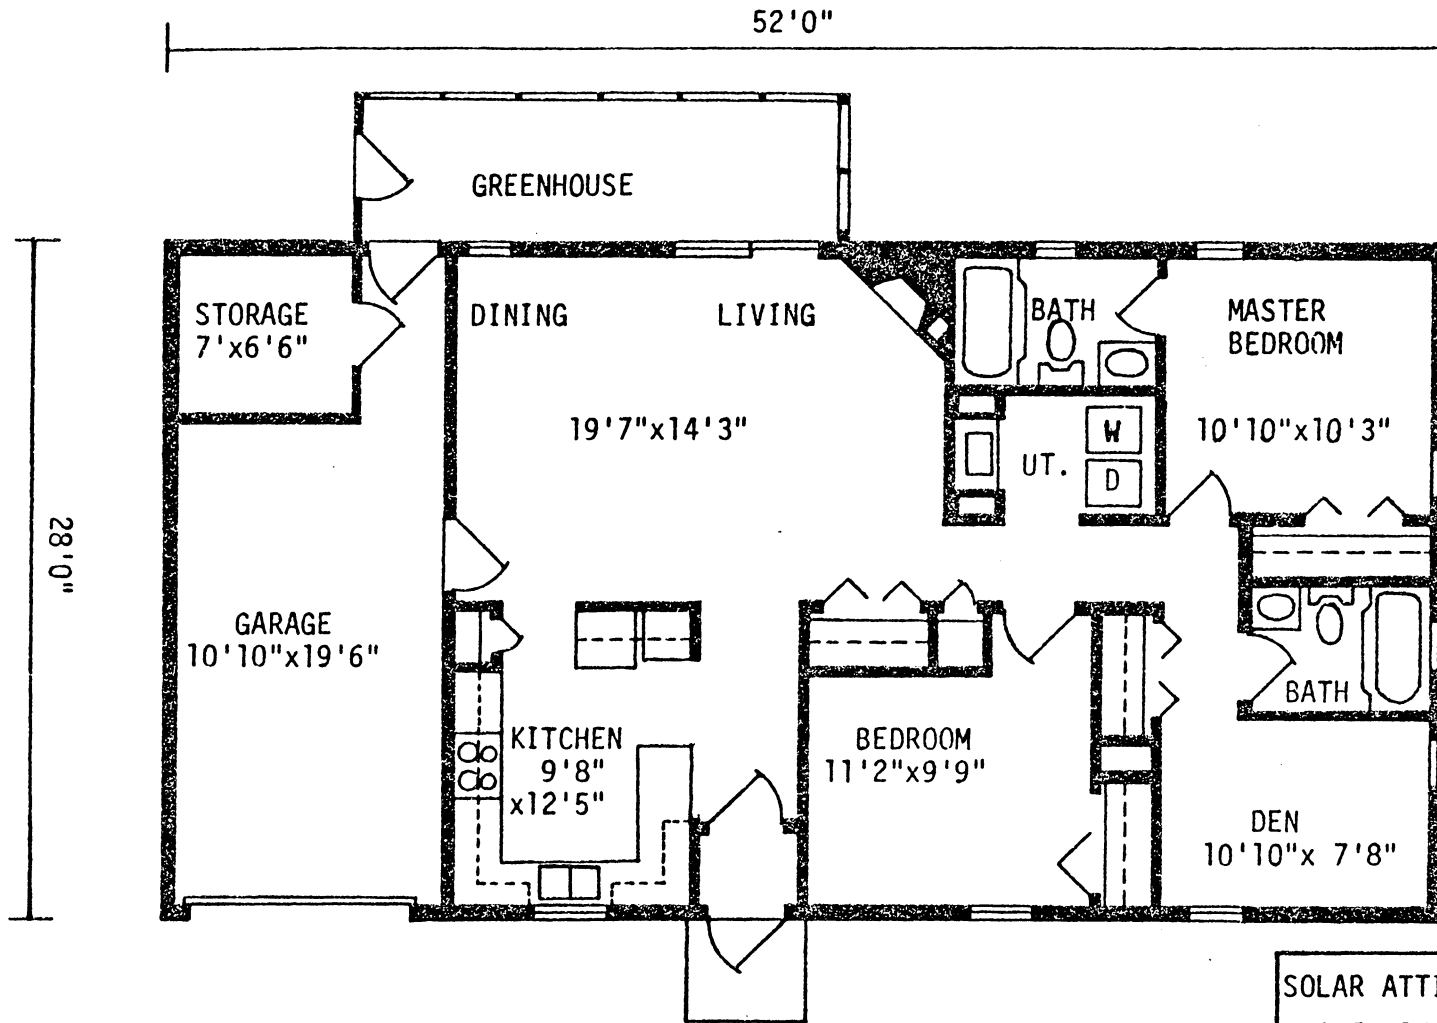 52'0"
GREENHOUSE
STORAGE
7'x6'6"
DINING
LIVING
BATH
MASTER
BEDROOM
19'7"x14'3"
10'10"x10'3"
W
UT.
D
28'0"
GARAGE
10'10"x19'6"
KITCHEN
9'8"
x12'5"
BEDROOM
11'2"x9'9"
BATH
DEN
10'10"x 7'8"
SOLAR ATTI